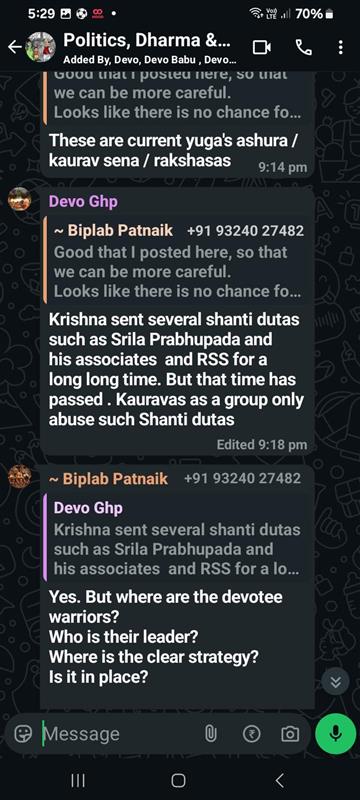 5:29
70%
Politics, Dharma &...
Added By, Devo, Devo Babu , Devo...
Good that I posted here, so that
we can be more careful.
Looks like there is no chance fo...
These are current yuga's ashura /
kaurav sena / rakshasas
9:14 pm
Devo Ghp
~ Biplab Patnaik +91 93240 27482
Good that I posted here, so that
we can be more careful.
Looks like there is no chance fo...
Krishna sent several shanti dutas
such as Srila Prabhupada and
his associates and RSS for a
long long time. But that time has
passed . Kauravas as a group only
abuse such Shanti dutas
Edited 9:18 pm
~ Biplab Patnaik +91 93240 27482
Devo Ghp
Krishna sent several shanti dutas
such as Srila Prabhupada and
his associates and RSS for a lo...
Yes. But where are the devotee
warriors?
Who is their leader?
Where is the clear strategy?
Is it in place?
Message